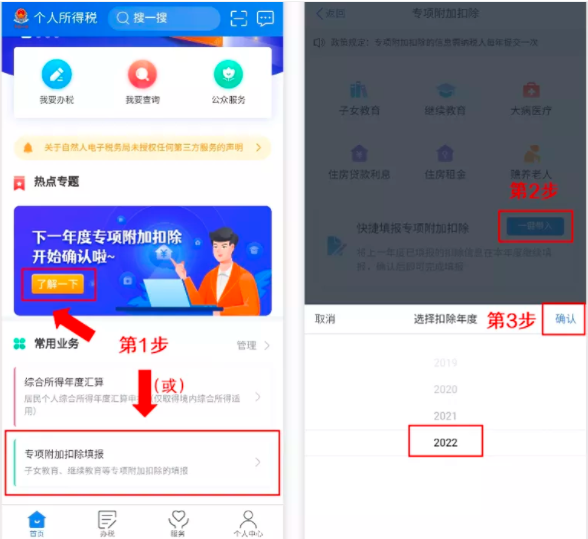 个人所得税
搜一搜
我要办税
我要查询
公众服务
关于自然人电子税务局未授权任何第三方服务的声明
热点专题
下一年度专项附加扣除
开始确认啦~
了解一下
第1步
常用业务
管理
(或)
综合所得年度汇算
专项附加扣除填报
子女教育、继续教育等专项附加扣除的填报
首页
办税
服务
个人中心
返回
专项附加扣除
子女教育
继续教育
大病医疗
住房贷款利息
住房租金
赡养老人
第2步
快捷填报专项附加扣除
一键带入
取消
选择扣除年度
第3步
确认
2019
2020
2021
2022